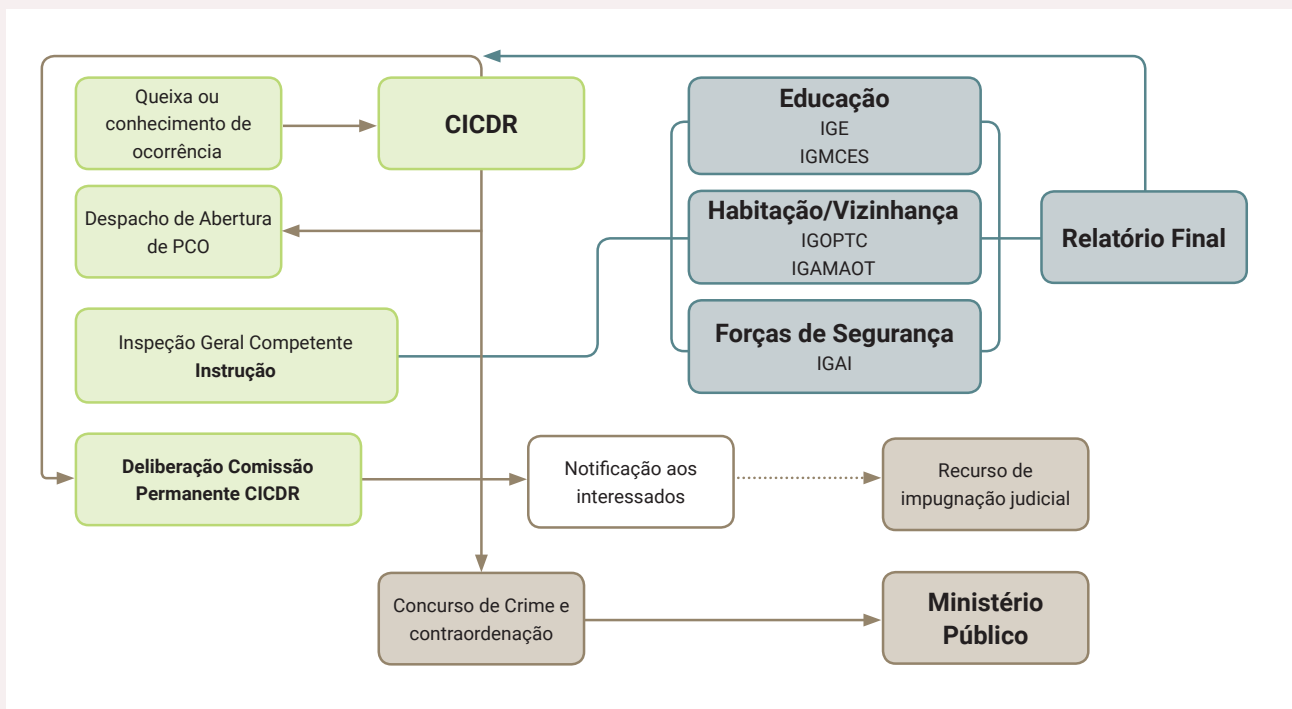 Queixa ou
conhecimento de
ocorrência
CICDR
Despacho de Abertura
de PCO
Inspeção Geral Competente
Instrução
Deliberação Comissão
Permanente CICDR
Educação
IGE
IGMCES
Habitação/Vizinhança
IGOPTC
IGAMAOT
Forças de Segurança
IGAI
Relatório Final
Notificação aos
interessados
Recurso de
impugnação judicial
Concurso de Crime e
contraordenação
Ministério
Público